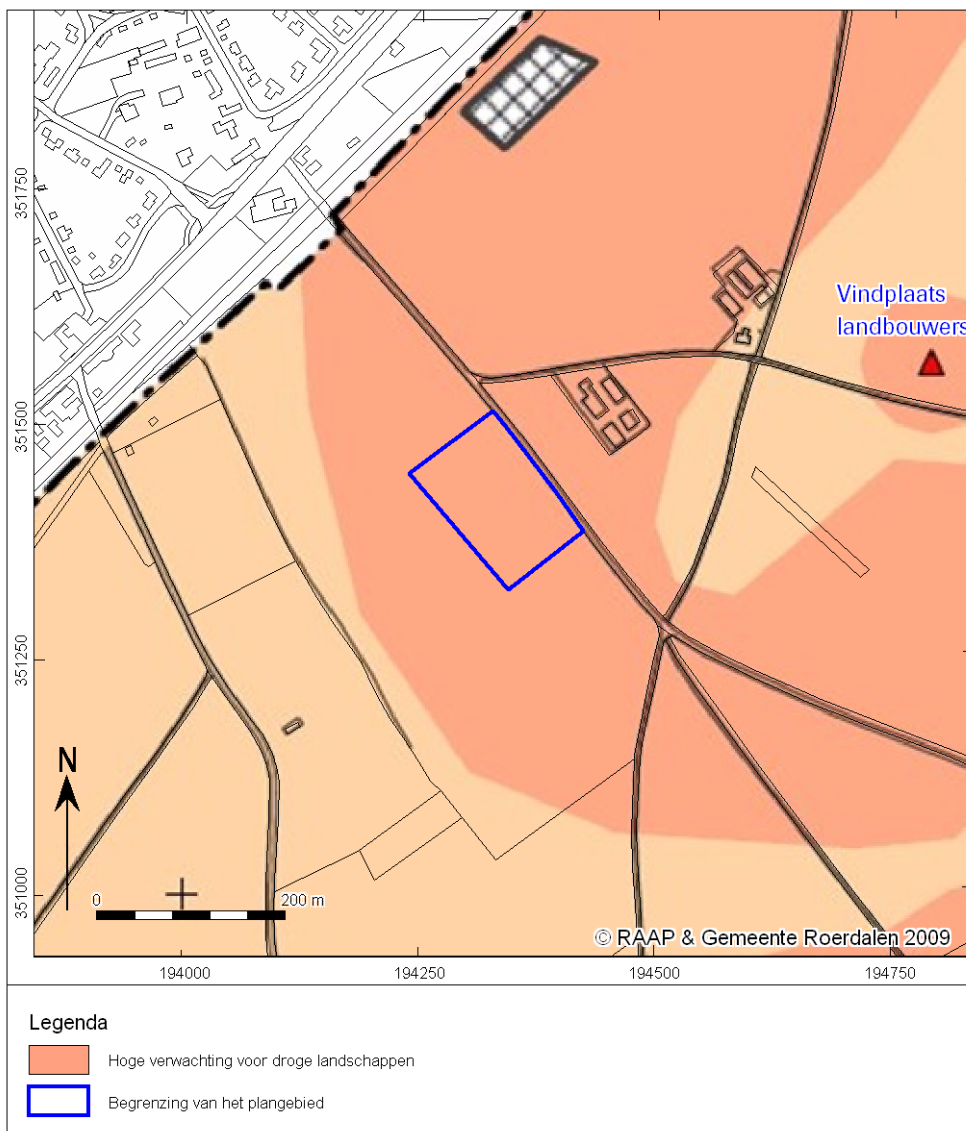 351750
351500
351250
351000
Vindplaats
landbouwers
N
0 200 m
© RAAP & Gemeente Roerdalen 2009
194000 194250 194500 194750
Legenda
Hoge verwachting voor droge landschappen
Begrenzing van het plangebied